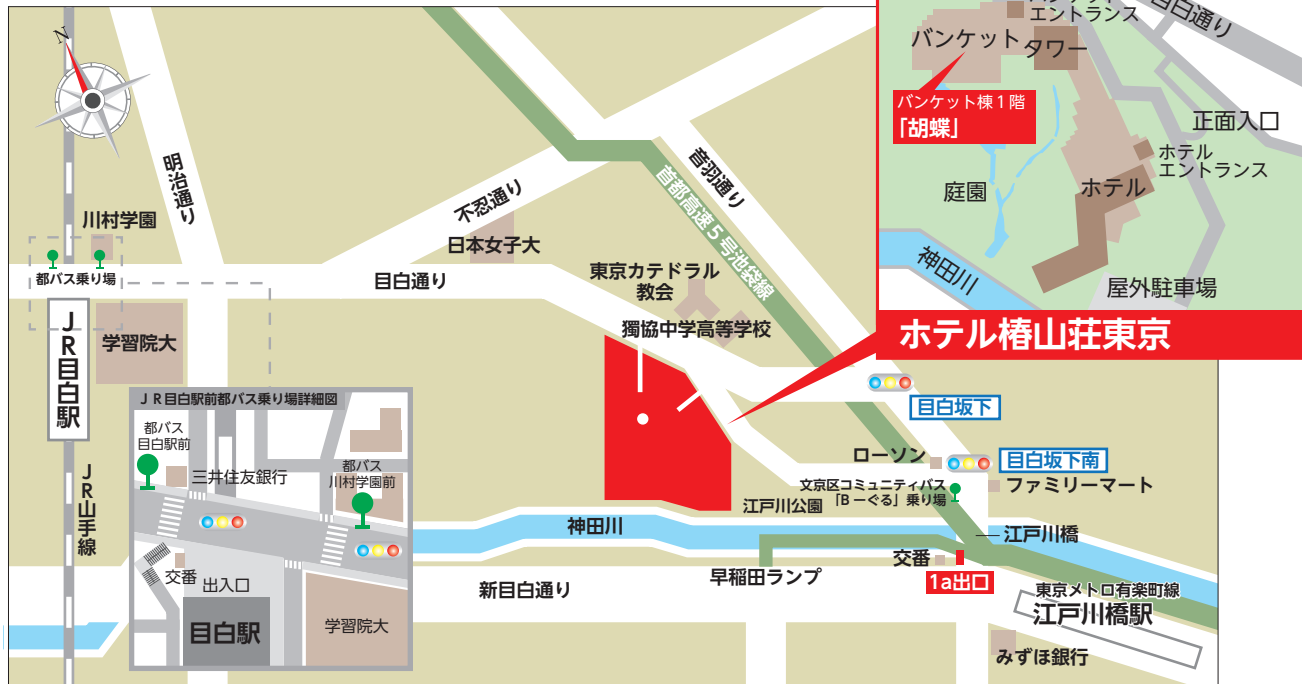 N
明治通り
川村学園
都バス乗り場
JR目白駅
学習院大
JR山手線
不忍通り
日本女子大
目白通り
音羽通り
首都高速5号池袋線
東京カテドラル
教会
獨協中学高等学校
エントランス
目白通り
バンケット
タワー
バンケット棟1階
「胡蝶」
正面入口
ホテル
エントランス
庭園
ホテル
神田川
屋外駐車場
ホテル椿山荘東京
目白坂下
ローソン
目白坂下南
ファミリーマート
文京区コミュニティバス
「Bーぐる」乗り場
江戸川公園
神田川
江戸川橋
交番
1a出口
早稲田ランプ
新目白通り
東京メトロ有楽町線
江戸川橋駅
みずほ銀行
JR目白駅前都バス乗り場詳細図
都バス
目白駅前
三井住友銀行
都バス
川村学園前
交番
出入口
目白駅
学習院大